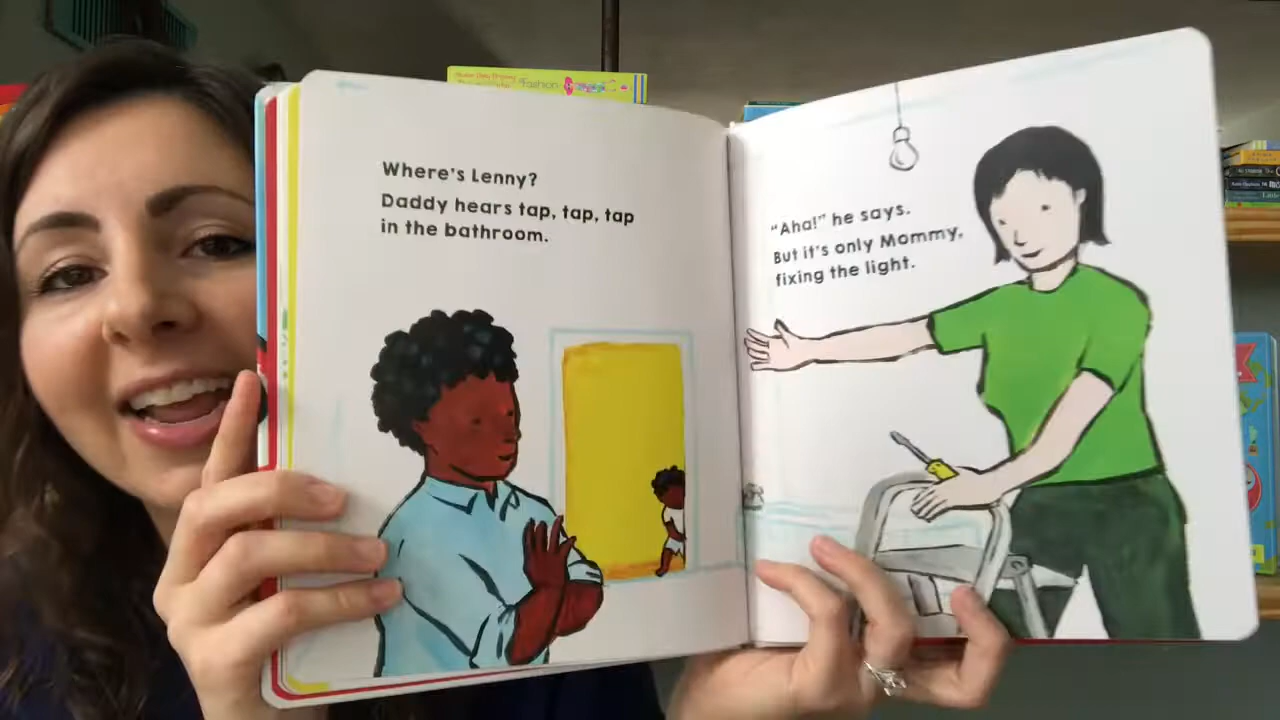 Fashion
Where's Lenny?
Daddy hears tap, tap, tap
in the bathroom.
"Aha!" he says.
But it's only Mommy,
fixing the light.